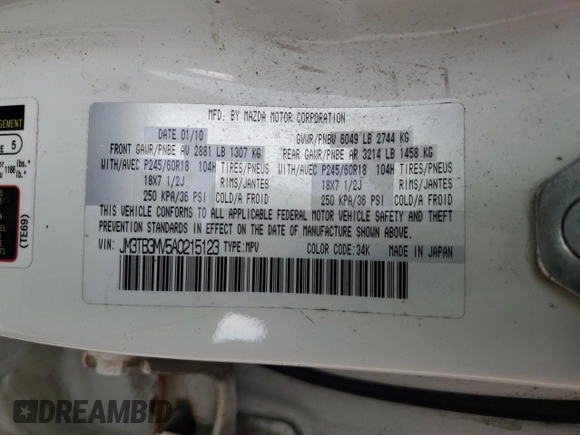 MFD. BY MAZDA MOTOR CORPORATION
DATE 01/10 GVWR/PNBV 6049 LB 2744 KG
FRONT GAWR/PNBE AV 2881 LB 1307 KG REAR GAWR/PNBE AR 3214 LB 1458 KG
WITH/AVEC P245/60R18 104H TIRES/PNEUS WITH/AVEC P245/60R18 104H TIRES/PNEUS
18X7 1/2J RIMS/JANTES 18X7 1/2J RIMS/JANTES
250 KPA/36 PSI COLD/A FROID 250 KPA/36 PSI COLD/A FROID
THIS VEHICLE CONFORMS TO ALL APPLICABLE FEDERAL MOTOR VEHICLE SAFETY AND THEFT
PREVENTION STANDARDS IN EFFECT ON THE DATE OF MANUFACTURE SHOWN ABOVE.
VIN: JM3TB3MV5A0215123 TYPE: MPV COLOR CODE: 34K MADE IN JAPAN
5
lbs."
(TE69)
DREAMBID